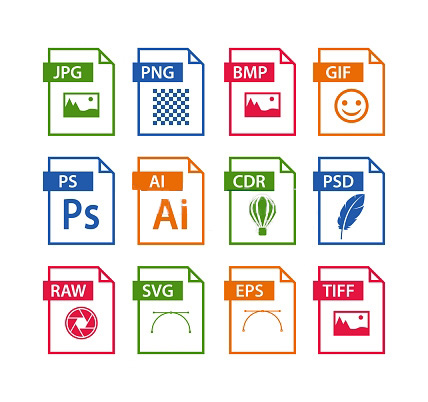 JPG PNG BMP GIF
PS AI CDR PSD
Ps Ai
RAW SVG EPS TIFF